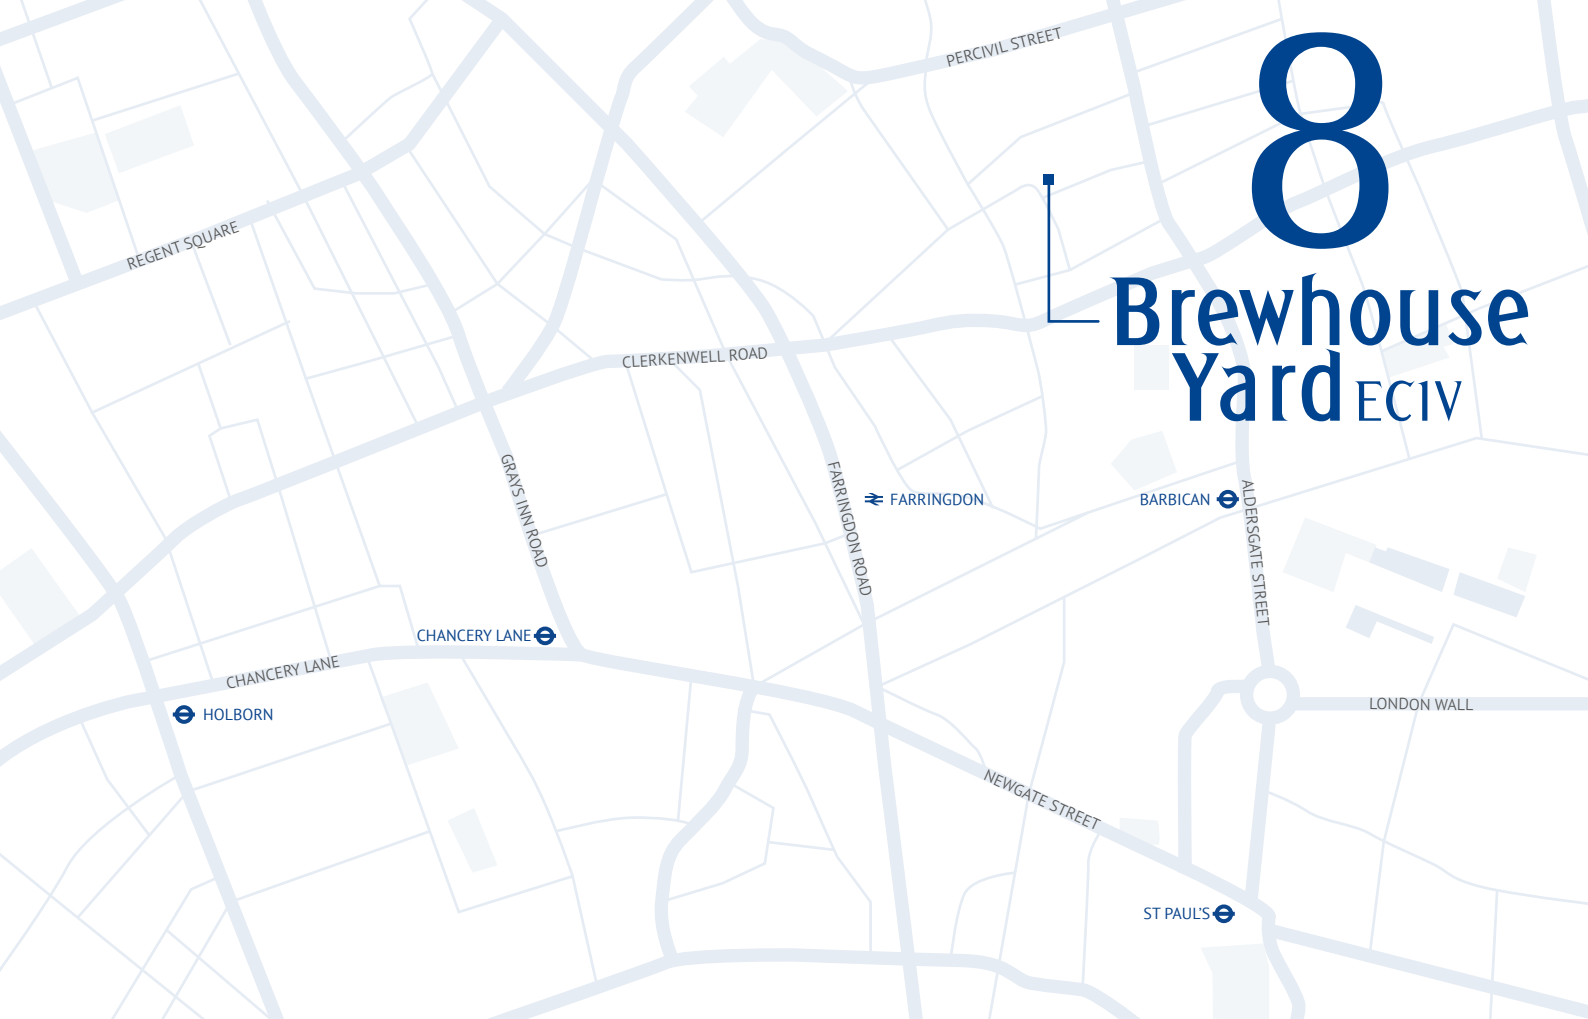 PERCIVIL STREET
8
Brewhouse
Yard EC1V
REGENT SQUARE
CLERKENWELL ROAD
GRAYS INN ROAD
FARRINGDON ROAD
FARRINGDON
BARBICAN
ALDERSGATE STREET
CHANCERY LANE
CHANCERY LANE
HOLBORN
LONDON WALL
NEWGATE STREET
ST PAUL'S